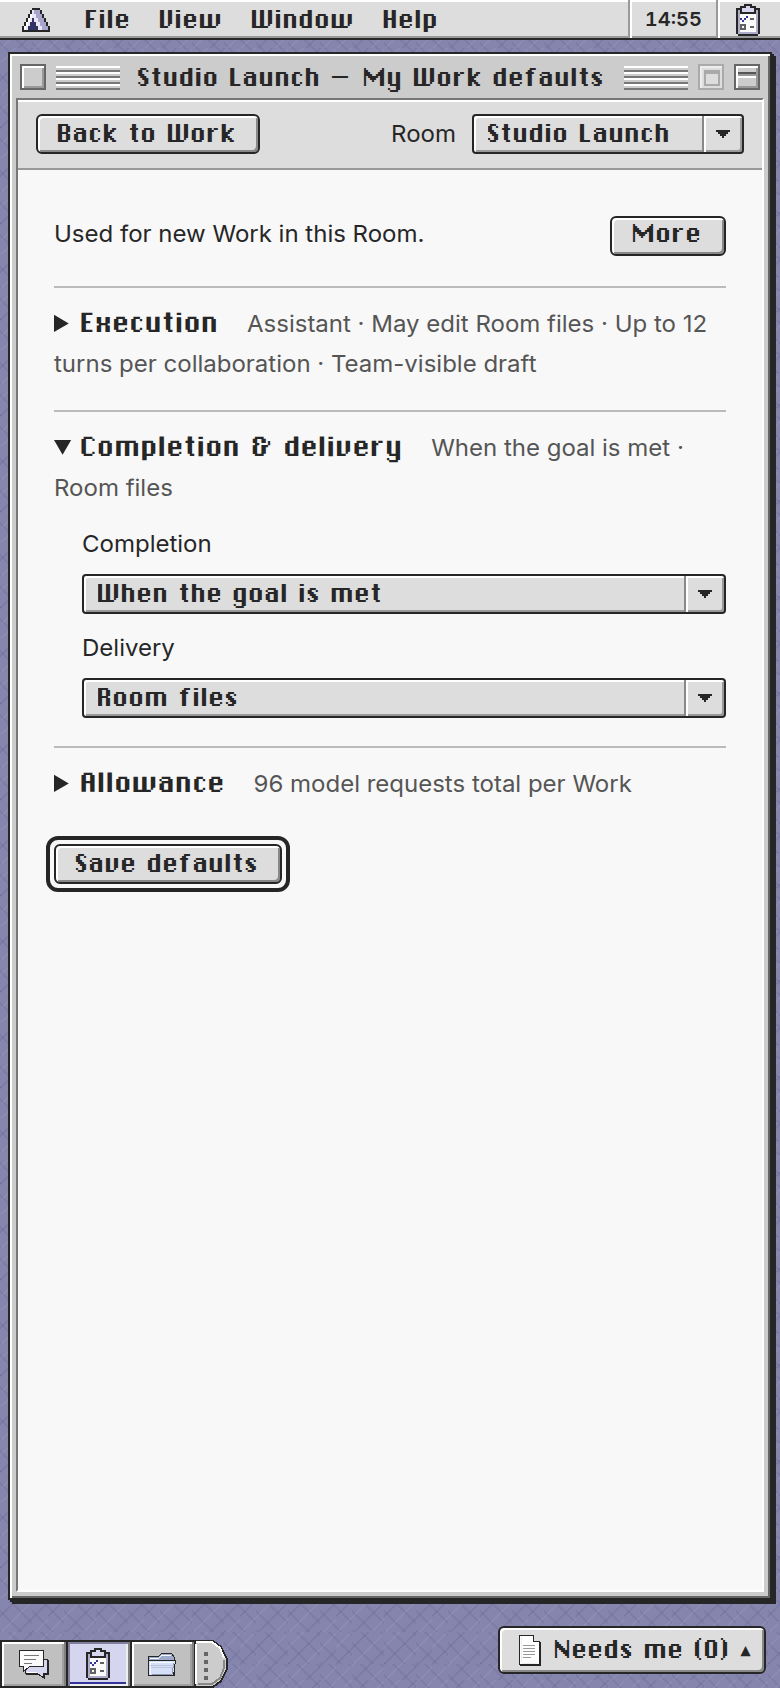 File View Window Help 14:55
Studio Launch — My Work defaults
Back to Work Room Studio Launch
Used for new Work in this Room. More
Execution Assistant · May edit Room files · Up to 12
turns per collaboration · Team-visible draft
Completion & delivery When the goal is met ·
Room files
Completion
When the goal is met
Delivery
Room files
Allowance 96 model requests total per Work
Save defaults
Needs me (0)